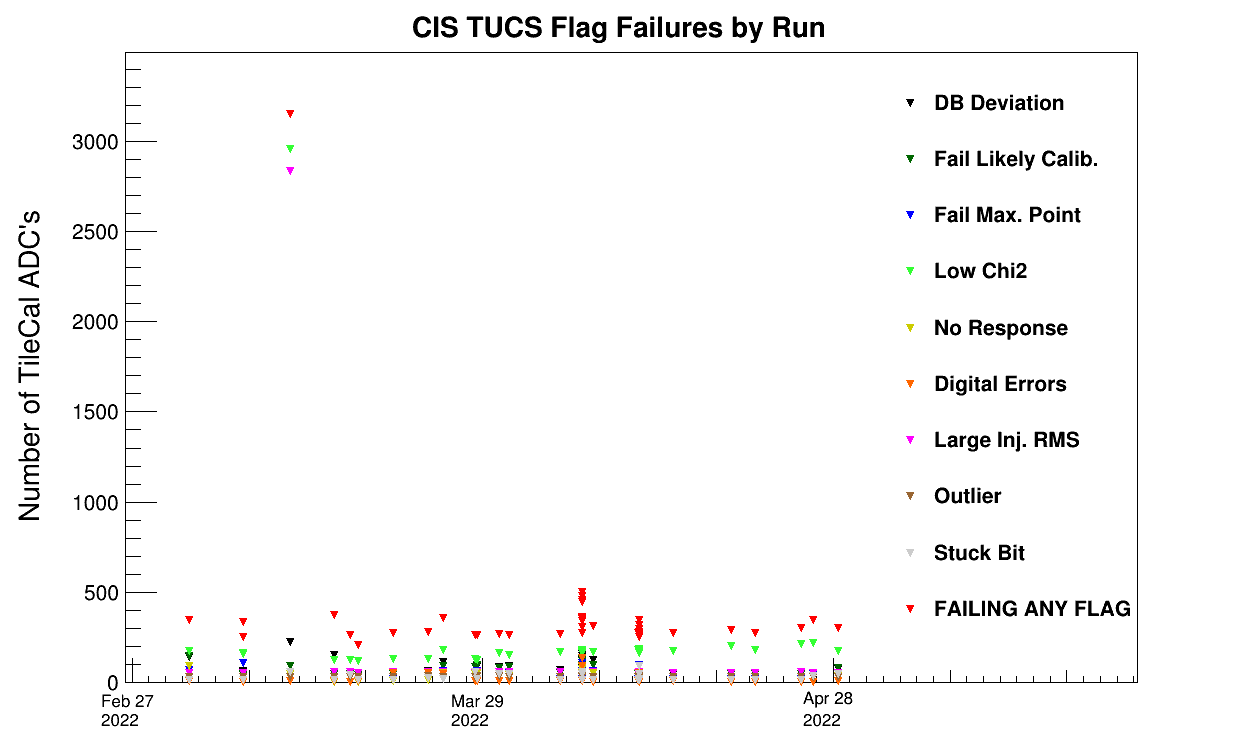 CIS TUCS Flag Failures by Run
Number of TileCal ADC's
3000
2500
2000
1500
1000
500
0
Feb 27
2022
Mar 29
2022
Apr 28
2022
DB Deviation
Fail Likely Calib.
Fail Max. Point
Low Chi2
No Response
Digital Errors
Large Inj. RMS
Outlier
Stuck Bit
FAILING ANY FLAG